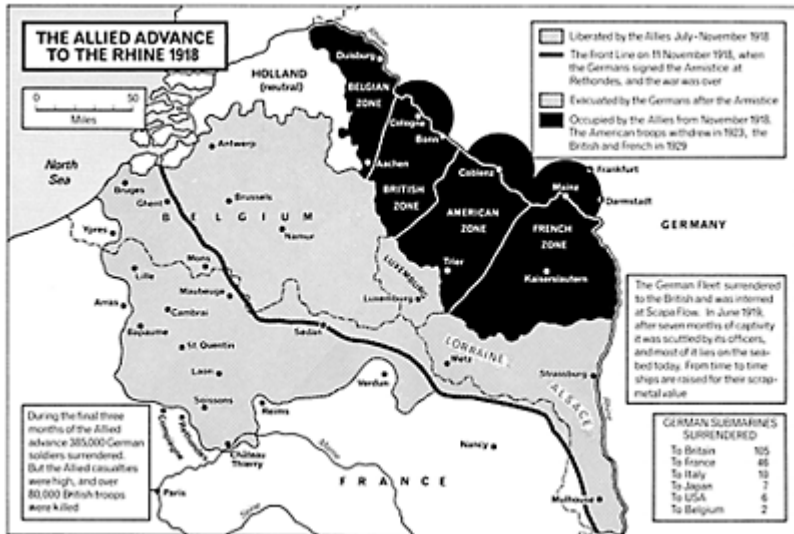 THE ALLIED ADVANCE
TO THE RHINE 1918
0 50
Miles
North
Sea
HOLLAND
(neutral)
Duisburg
BELGIAN
ZONE
Cologne
Bonn
Aachen
BRITISH
ZONE
Coblenz
AMERICAN
ZONE
Trier
Mainz
Frankfurt
Darmstadt
FRENCH
ZONE
Kaiserslautern
GERMANY
Antwerp
Bruges
Ghent
Brussels
BELGIUM
Namur
Ypres
Mons
Lille
Maubeuge
Arras
Cambrai
Bapaume
St. Quentin
Sedan
Laon
Soissons
Reims
Verdun
Compiègne
Château
Thierry
Paris
Marne
Seine
FRANCE
Nancy
LUXEMBURG
Luxemburg
LORRAINE
Metz
Strassburg
ALSACE
Rhine
Mulhouse
Liberated by the Allies July-November 1918
The Front Line on 11 November 1918, when
the Germans signed the Armistice at
Rethondes, and the war was over
Evacuated by the Germans after the Armistice
Occupied by the Allies from November 1918.
The American troops withdrew in 1923, the
British and French in 1929
The German Fleet surrendered
to the British and was interned
at Scapa Flow. In June 1919,
after seven months of captivity
it was scuttled by its officers,
and most of it lies on the sea-
bed today. From time to time
ships are raised for their scrap-
metal value
During the final three
months of the Allied
advance 385,000 German
soldiers surrendered.
But the Allied casualties
were high, and over
80,000 British troops
were killed
GERMAN SUBMARINES
SURRENDERED
To Britain 105
To France 46
To Italy 10
To Japan 7
To USA 6
To Belgium 2